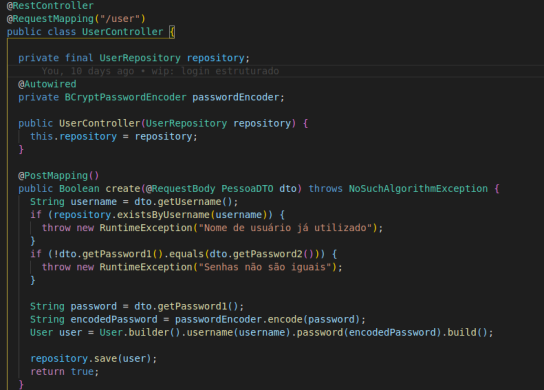 @RestController
@RequestMapping("/user")
public class UserController {
private final UserRepository repository;
You, 10 days ago • wip: login estruturado
@Autowired
private BCryptPasswordEncoder passwordEncoder;
public UserController(UserRepository repository) {
this.repository = repository;
}
@PostMapping()
public Boolean create(@RequestBody PessoaDTO dto) throws NoSuchAlgorithmException {
String username = dto.getUsername();
if (repository.existsByUsername(username)) {
throw new RuntimeException("Nome de usuário já utilizado");
}
if (!dto.getPassword1().equals(dto.getPassword2())) {
throw new RuntimeException("Senhas não são iguais");
}
String password = dto.getPassword1();
String encodedPassword = passwordEncoder.encode(password);
User user = User.builder().username(username).password(encodedPassword).build();
repository.save(user);
return true;
}